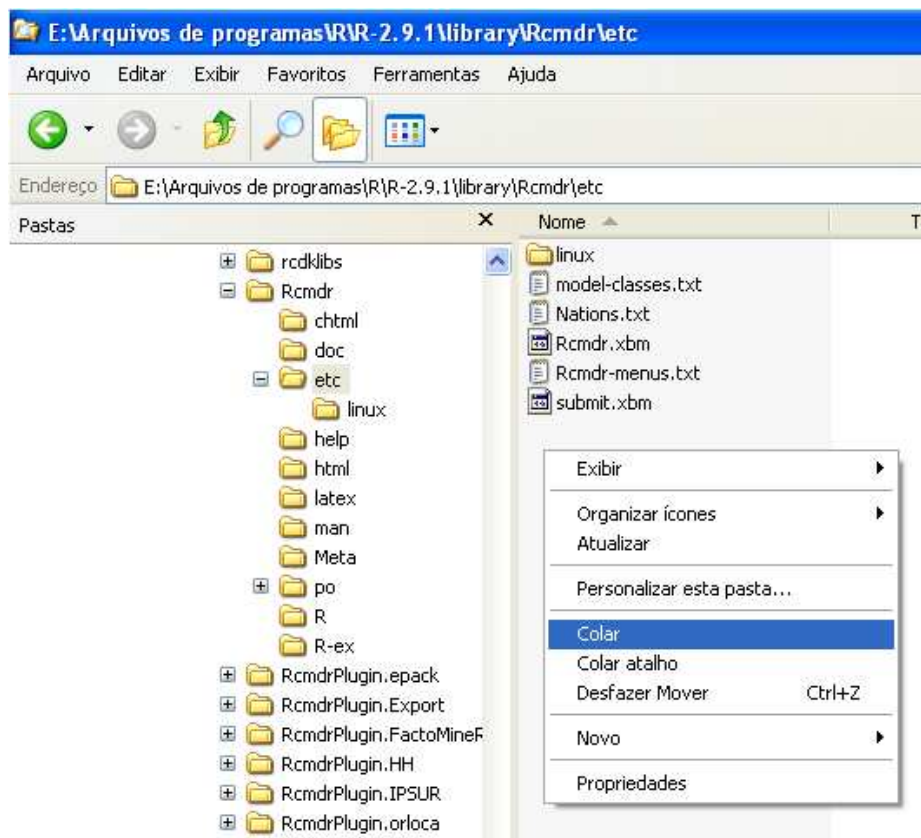 E:\Arquivos de programas\R\R-2.9.1\library\Rcmdr\etc
Arquivo Editar Exibir Favoritos Ferramentas Ajuda
Endereço E:\Arquivos de programas\R\R-2.9.1\library\Rcmdr\etc
Pastas
rcdklibs
Rcmdr
chtml
doc
etc
linux
help
html
latex
man
Meta
po
R
R-ex
RcmdrPlugin.epack
RcmdrPlugin.Export
RcmdrPlugin.FactoMineR
RcmdrPlugin.HH
RcmdrPlugin.IPSUR
RcmdrPlugin.orloca
Nome T
linux
model-classes.txt
Nations.txt
Rcmdr.xbm
Rcmdr-menus.txt
submit.xbm
Exibir
Organizar ícones
Atualizar
Personalizar esta pasta...
Colar
Colar atalho
Desfazer Mover Ctrl+Z
Novo
Propriedades